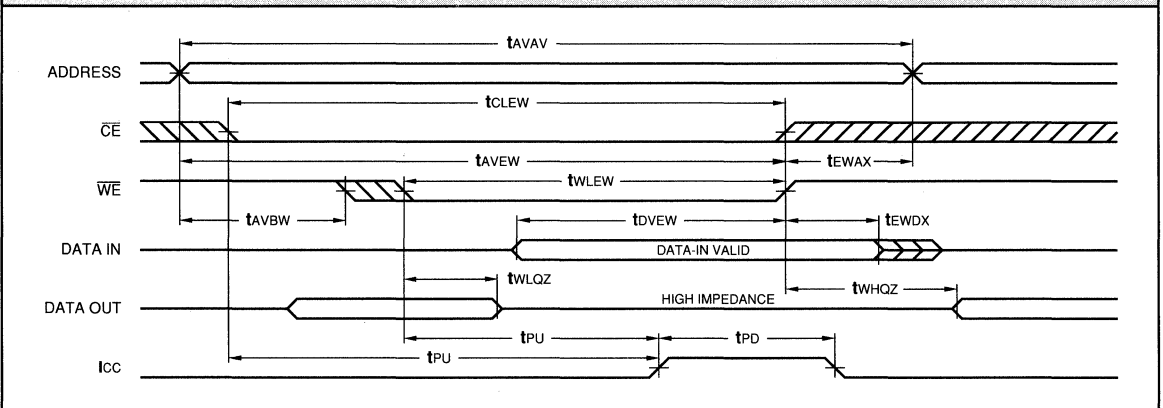 tAVAV
ADDRESS
tCLEW
CE
tAVEW
tEWAX
WE
tWLEW
tAVBW
tDVEW
tEWDX
DATA IN
DATA-IN VALID
tWLQZ
tWHQZ
DATA OUT
HIGH IMPEDANCE
tPU
tPD
tPU
ICC